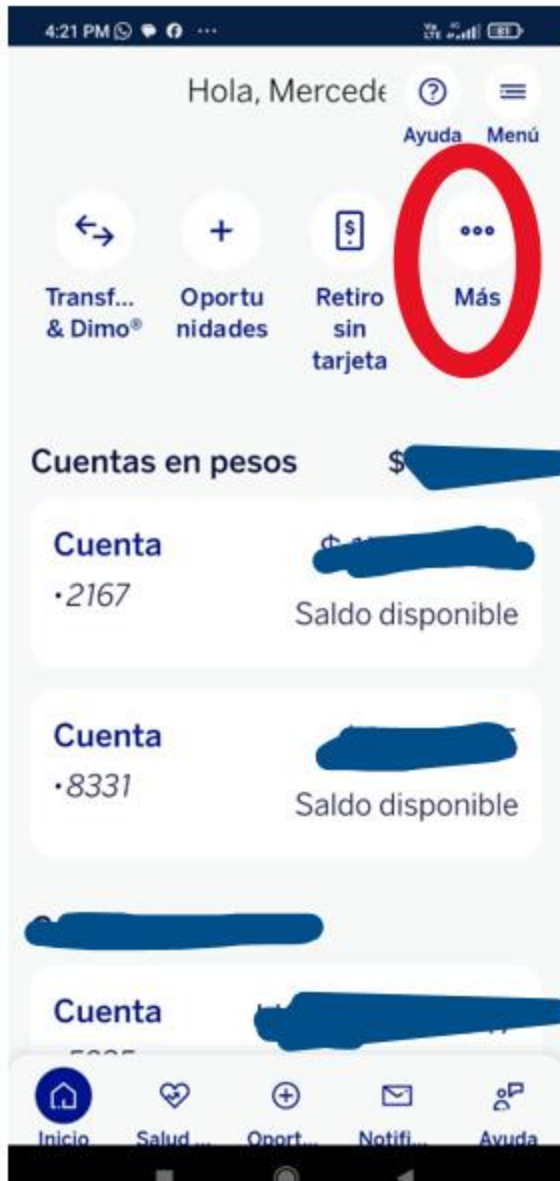 4:21 PM
Hola, Mercede
Ayuda Menú
Transf... & Dimo®
Oportu nidades
Retiro sin tarjeta
Más
Cuentas en pesos $
Cuenta
•2167
Saldo disponible
Cuenta
•8331
Saldo disponible
Cuenta
Inicio Salud ... Oport... Notifi... Ayuda